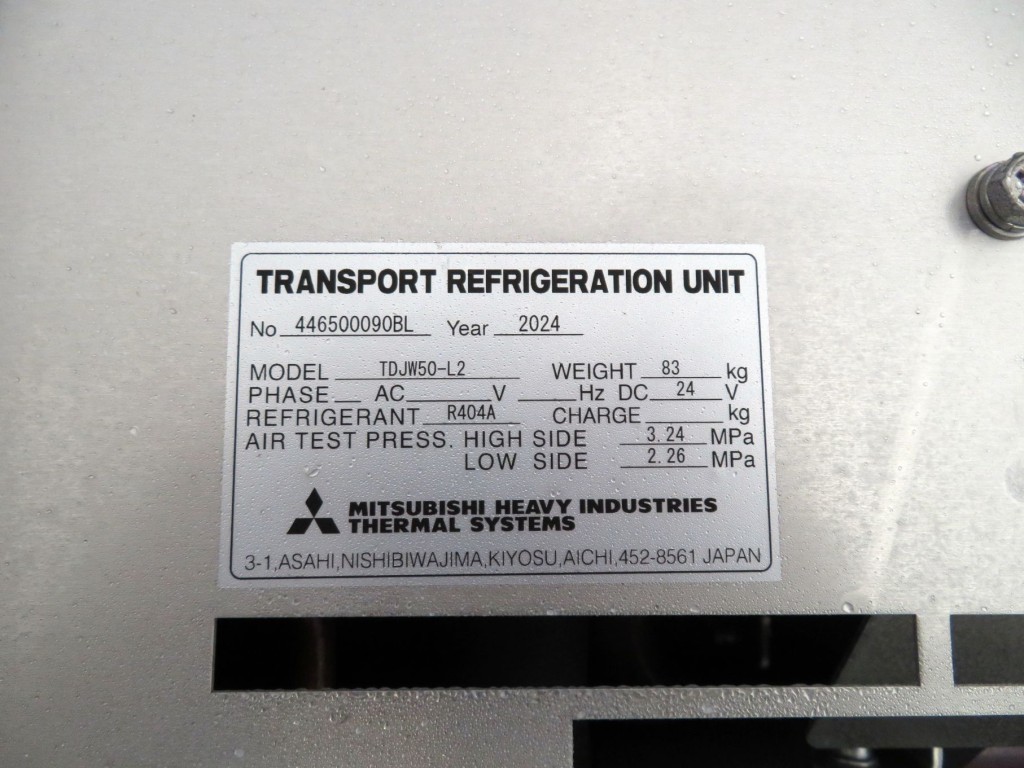 TRANSPORT REFRIGERATION UNIT
No 446500090BL Year 2024
MODEL TDJW50-L2 WEIGHT 83 kg
PHASE AC V Hz DC 24 V
REFRIGERANT R404A CHARGE kg
AIR TEST PRESS. HIGH SIDE 3.24 MPa
LOW SIDE 2.26 MPa
MITSUBISHI HEAVY INDUSTRIES
THERMAL SYSTEMS
3-1,ASAHI,NISHIBIWAJIMA,KIYOSU,AICHI,452-8561 JAPAN